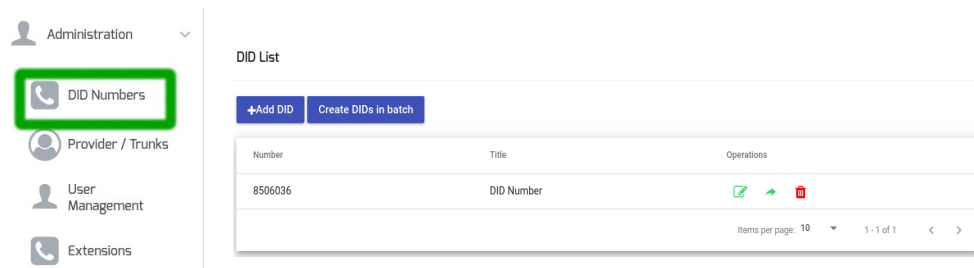 Administration
DID Numbers
Provider / Trunks
User
Management
Extensions
DID List
+Add DID Create DIDs in batch
Number Title Operations
8506036 DID Number
Items per page: 10 1 - 1 of 1